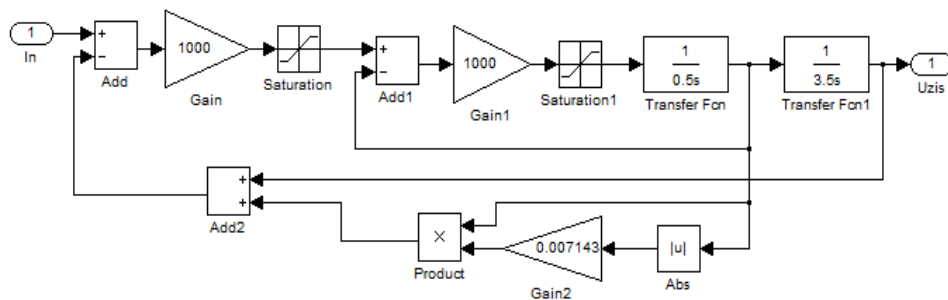 1
In
+
−
Add
1000
Gain
Saturation
+
−
Add1
1000
Gain1
Saturation1
1
0.5s
Transfer Fcn
1
3.5s
Transfer Fcn1
1
Uzis
+
+
Add2
X
Product
0.007143
Gain2
|u|
Abs